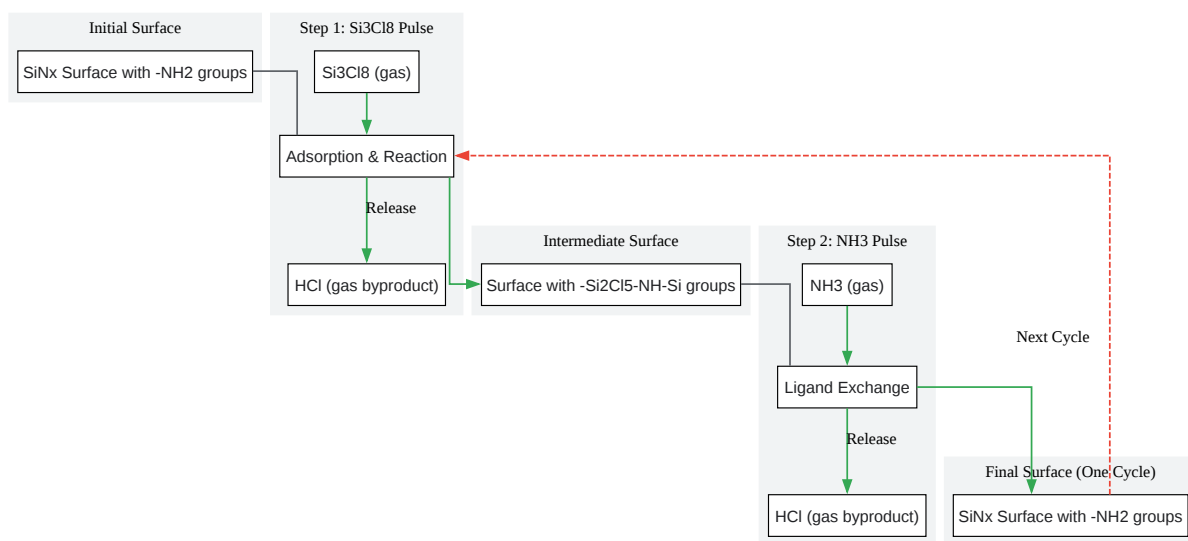 Initial Surface
SiNx Surface with -NH2 groups
Step 1: Si3Cl8 Pulse
Si3Cl8 (gas)
Adsorption & Reaction
Release
HCl (gas byproduct)
Intermediate Surface
Surface with -Si2Cl5-NH-Si groups
Step 2: NH3 Pulse
NH3 (gas)
Ligand Exchange
Release
HCl (gas byproduct)
Next Cycle
Final Surface (One Cycle)
SiNx Surface with -NH2 groups